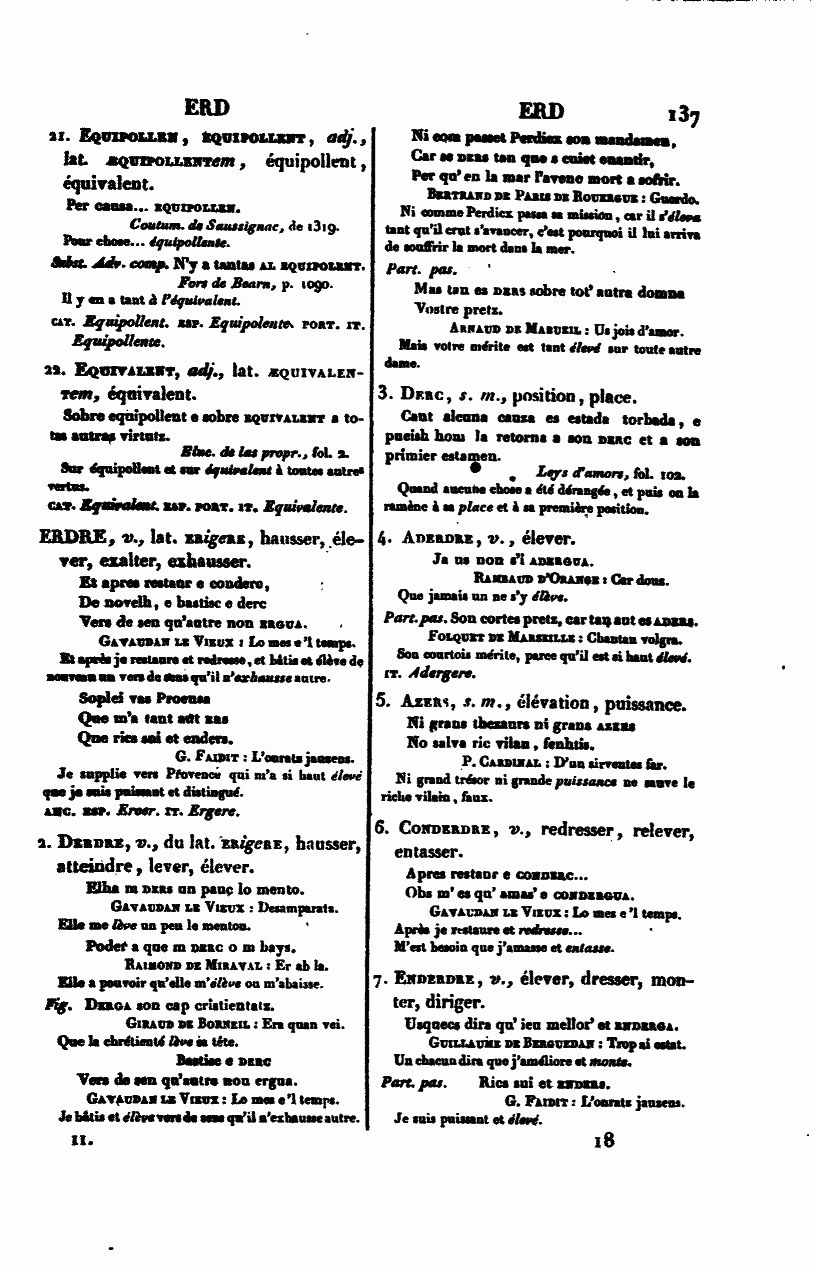 ERD
21. EQUIPOLLEN, EQUIPOLLENT, adj.,
lat. ÆQUIPOLLENTem, équipollent,
équivalent.
Per causa... EQUIPOLLEN.
Coutum. de Saussignac, de 1319.
Pour chose... équipollente.
Subst. Adv. comp. N'y a tantas AL EQUIPOLENT.
Fors de Bearn, p. 1090.
Il y en a tant à l'équivalent.
CAT. Equipollent. ESP. Equipolente. PORT. IT.
Equipollente.
22. EQUIVALENT, adj., lat. ÆQUIVALEN-
Tem, équivalent.
Sobre equipollent e sobre EQUIVALENT a to-
tas autras virtutz.
Eluc. de las propr., fol. 2.
Sur équipollent et sur équivalent à toutes autres
vertus.
CAT. Equivalent. ESP. PORT. IT. Equivalente.
ERDRE, v., lat. ERigeRE, hausser, éle-
ver, exalter, exhausser.
Et apres restaur e condero,
De novelh, e bastisc e derc
Vers de sen qu'autre non ERGUA.
GAVAUDAN LE VIEUX : Lo mes e 'l temps.
Et après je restaure et redresse, et bâtis et élève de
nouveau un vers de sens qu'il n'exhausse autre.
Soplei vas Proensa
Que m'a tant aut ERS
Que rics sui et enders.
G. FAIDIT : L'onratz jauzens.
Je supplie vers Provence qui m'a si haut élevé
que je suis puissant et distingué.
ANC. ESP. Ercer. IT. Ergere.
2. DERDRE, v., du lat. ERigeRE, hausser,
atteindre, lever, élever.
Elha m DERS un pauc lo mento.
GAVAUDAN LE VIEUX : Desamparatz.
Elle me lève un peu le menton.
Poder a que m DERC o m bays.
RAIMOND DE MIRAVAL : Er ab la.
Elle a pouvoir qu'elle m'élève ou m'abaisse.
Fig. DERGA son cap cristientatz.
GIRAUD DE BORNEIL : Era quan vei.
Que la chrétienté lève sa tête.
Bastisc e DERC
Vers de sen qu'autre non ergua.
GAVAUDAN LE VIEUX : Lo mes e 'l temps.
Je bâtis et élève vers de sens qu'il n'exhausse autre.
II.
ERD
137
Ni com passet Perdicx son mandamen,
Car se DERS tan que s cuiet enantir,
Per qu' en la mar l'avenc mort a sofrir.
BERTRAND DE PARIS DE ROUERGUE : Guordo.
Ni comme Perdicx passa sa mission, car il s'éleva
tant qu'il crut s'avancer, c'est pourquoi il lui arriva
de souffrir la mort dans la mer.
Part. pas.
Mas tan es DERS sobre tot' autra domna
Vostre pretz.
ARNAUD DE MARUEIL : Us jois d'amor.
Mais votre mérite est tant élevé sur toute autre
dame.
3. DERC, s. m., position, place.
Cant alcuna causa es estada torbada, e
pueish hom la retorna a son DERC et a son
primier estamen.
Leys d'amors, fol. 102.
Quand aucune chose a été dérangée, et puis on la
ramène à sa place et à sa première position.
4. ADERDRE, v., élever.
Ja us non s'i ADERGUA.
RAMBAUD D'ORANGE : Car dous.
Que jamais un ne s'y élève.
Part. pas. Son cortes pretz, car tan aut es ADERS.
FOLQUET DE MARSEILLE : Chantan volgra.
Son courtois mérite, parce qu'il est si haut élevé.
IT. Adergere.
5. AZERS, s. m., élévation, puissance.
Ni grans thezaurs ni grans AZERS
No salva ric vilan, fenhtis.
P. CARDINAL : D'un sirventes far.
Ni grand trésor ni grande puissance ne sauve le
riche vilain, faux.
6. CONDERDRE, v., redresser, relever,
entasser.
Apres restaur e CONDERC...
Obs m' es qu' amas' e CONDERGUA.
GAVAUDAN LE VIEUX : Lo mes e 'l temps.
Après je restaure et redresse...
M'est besoin que j'amasse et entasse.
7. ENDERDRE, v., élever, dresser, mon-
ter, diriger.
Usquecs dira qu' ieu mellor' et ENDERGA.
GUILLAUME DE BERGUEDAN : Trop ai estat.
Un chacun dira que j'améliore et monte.
Part. pas. Rics sui et ENDERS.
G. FAIDIT : L'onratz jauzens.
Je suis puissant et élevé.
18